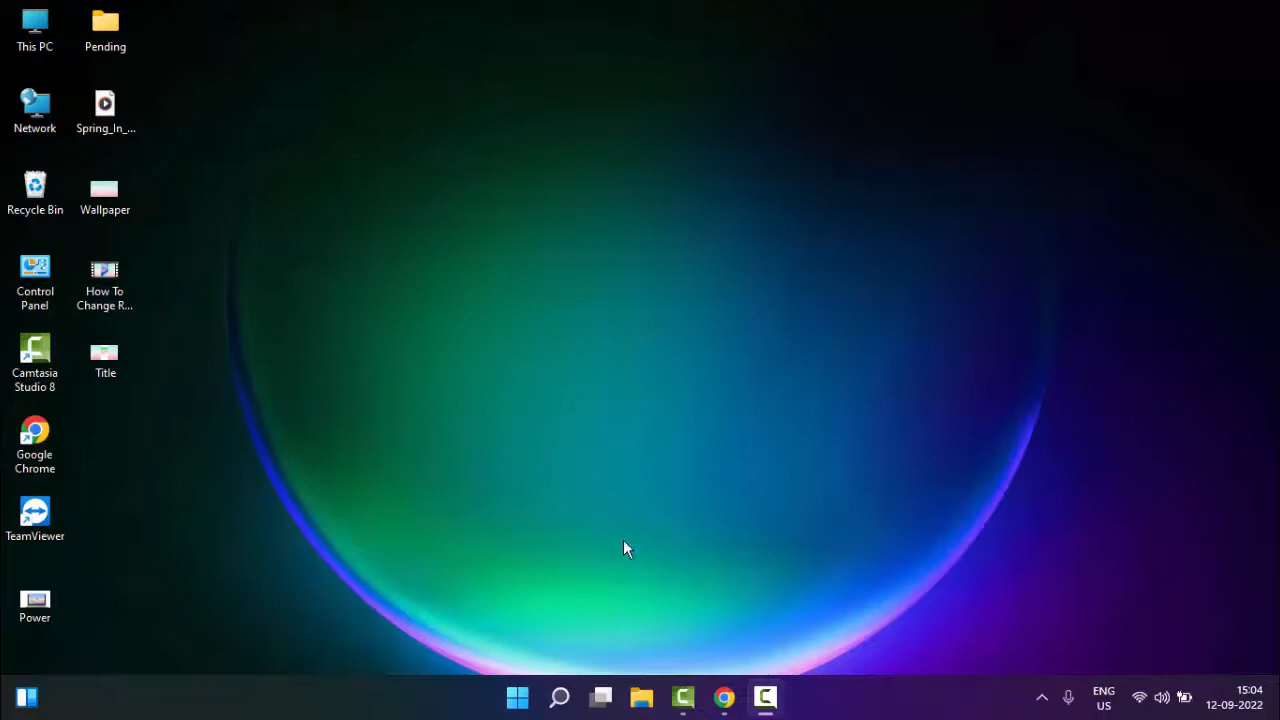 This PC
Pending
Network
Spring_In_...
Recycle Bin
Wallpaper
Control
Panel
How To
Change R...
Camtasia
Studio 8
Title
Google
Chrome
TeamViewer
Power
ENG
US
15:04
12-09-2022